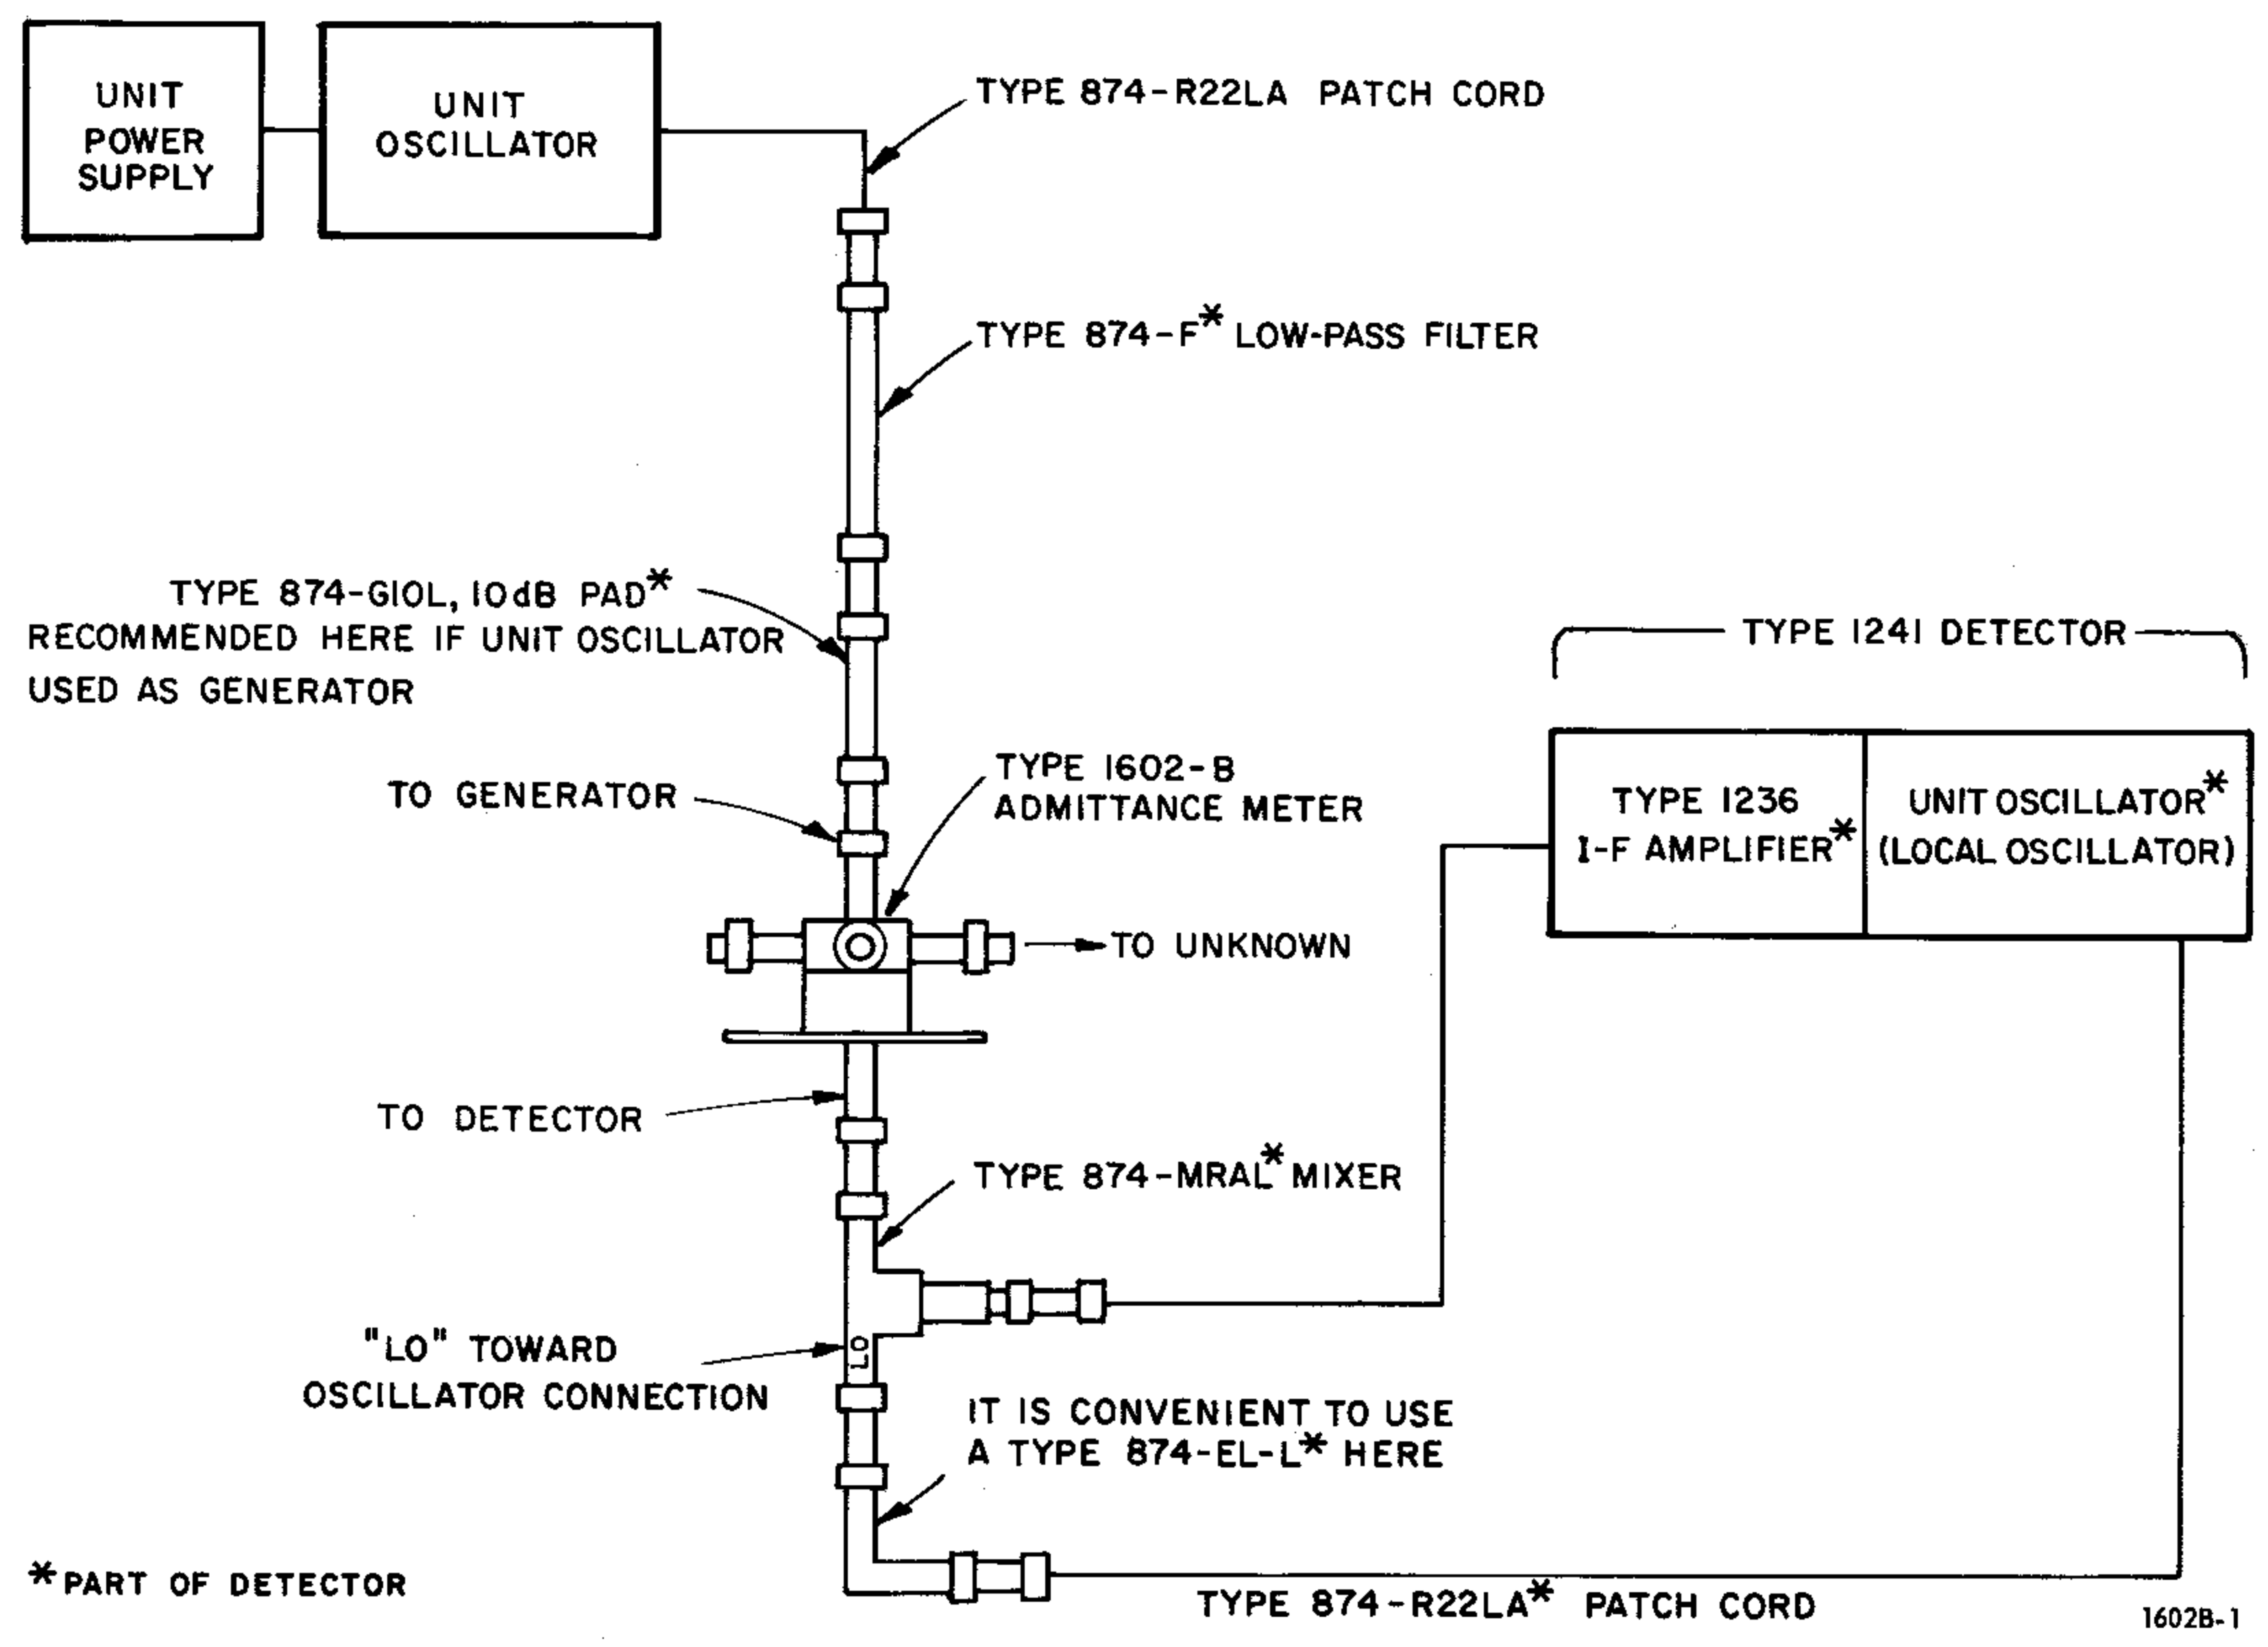 UNIT
POWER
SUPPLY
UNIT
OSCILLATOR
TYPE 874-R22LA PATCH CORD
TYPE 874-F* LOW-PASS FILTER
TYPE 874-G10L, 10dB PAD*
RECOMMENDED HERE IF UNIT OSCILLATOR
USED AS GENERATOR
TYPE 1241 DETECTOR
TO GENERATOR
TYPE 1602-B
ADMITTANCE METER
TYPE 1236
I-F AMPLIFIER*
UNIT OSCILLATOR*
(LOCAL OSCILLATOR)
TO UNKNOWN
TO DETECTOR
TYPE 874-MRAL* MIXER
"LO" TOWARD
OSCILLATOR CONNECTION
LO
IT IS CONVENIENT TO USE
A TYPE 874-EL-L* HERE
*PART OF DETECTOR
TYPE 874-R22LA* PATCH CORD
1602B-1